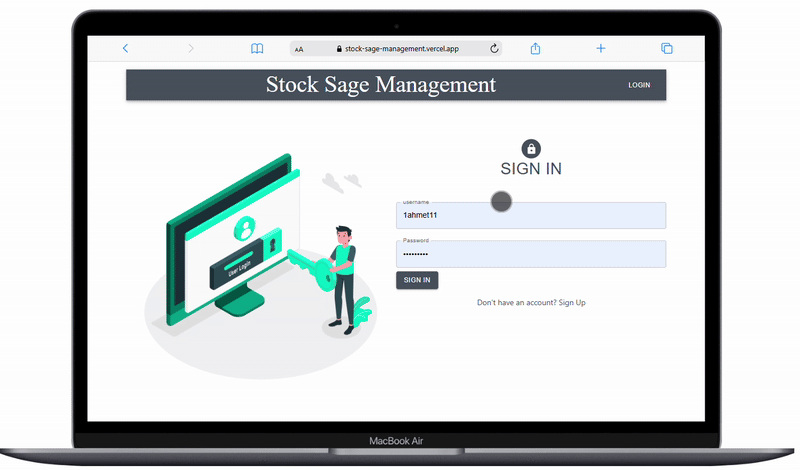 AA stock-sage-management.vercel.app
Stock Sage Management LOGIN
SIGN IN
username
1ahmet11
Password
•••••••••
SIGN IN
User Login
Don't have an account? Sign Up
MacBook Air